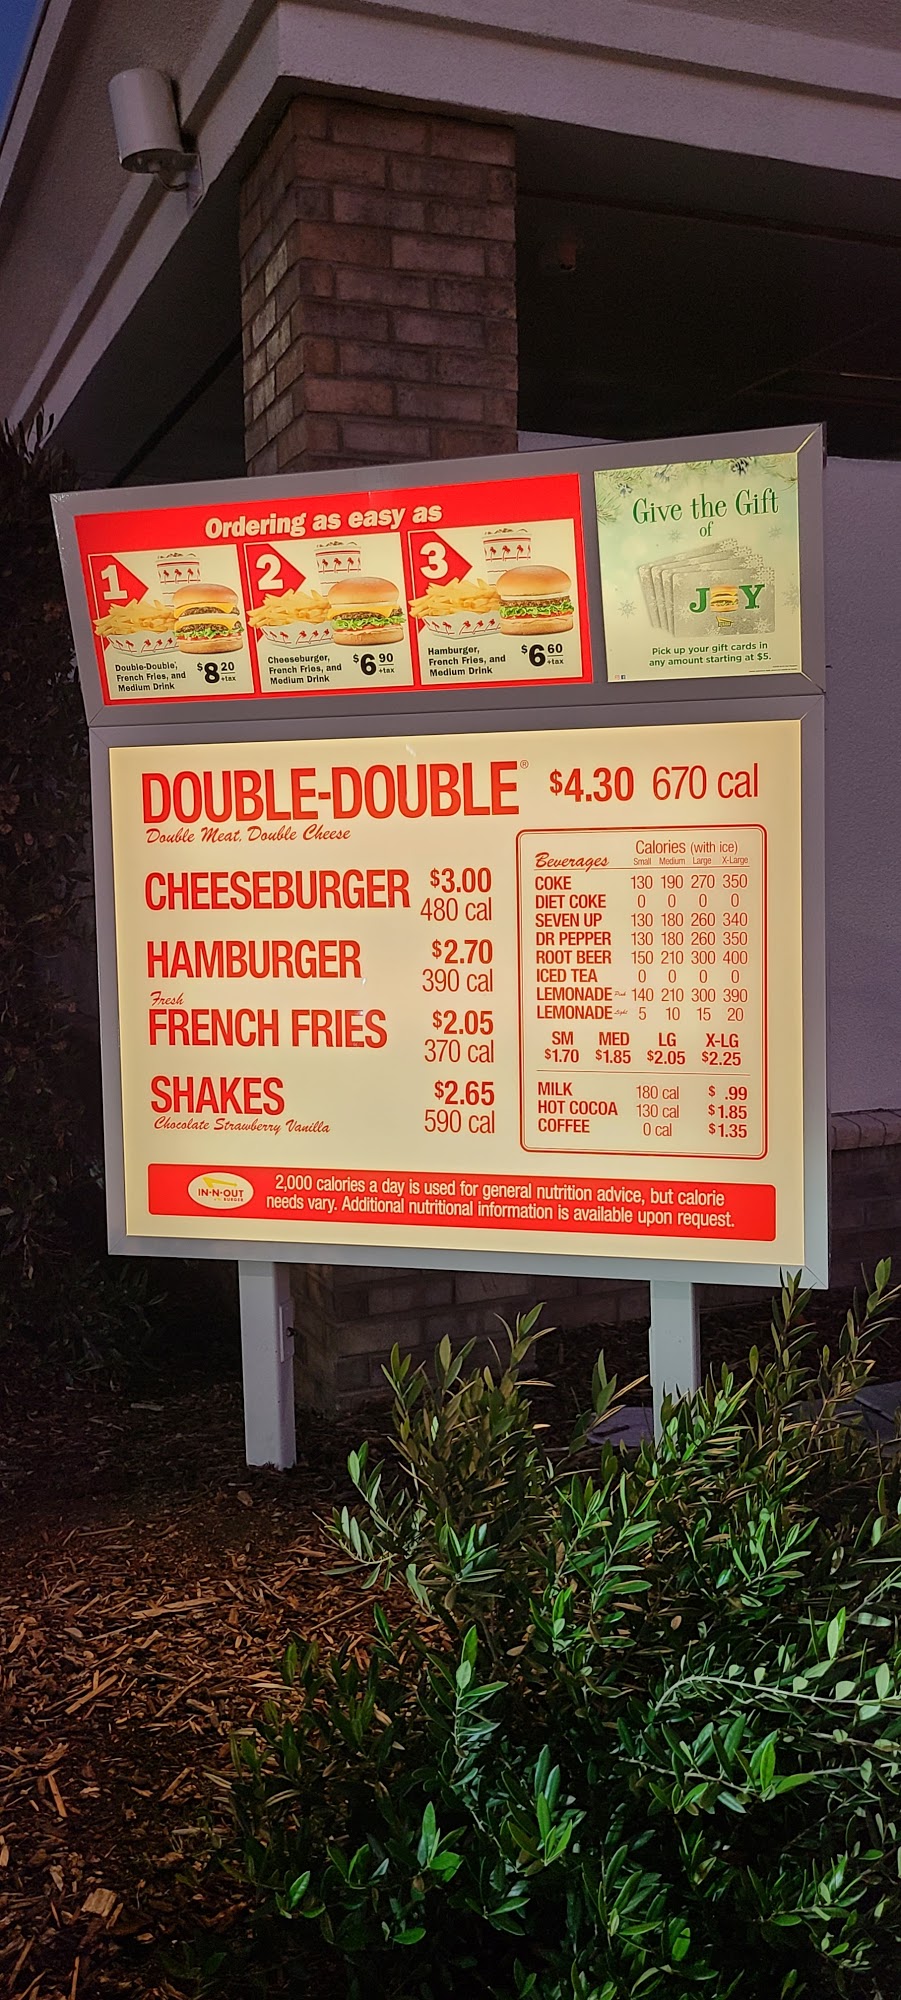 Ordering as easy as
1
Double-Double,
French Fries, and
Medium Drink
$8 20
+tax
2
Cheeseburger,
French Fries, and
Medium Drink
$6 90
+tax
3
Hamburger,
French Fries, and
Medium Drink
$6 60
+tax
Give the Gift
of
JOY
Pick up your gift cards in
any amount starting at $5.
DOUBLE-DOUBLE® $4.30 670 cal
Double Meat, Double Cheese
CHEESEBURGER $3.00
480 cal
HAMBURGER $2.70
390 cal
Fresh
FRENCH FRIES $2.05
370 cal
SHAKES $2.65
Chocolate Strawberry Vanilla 590 cal
Calories (with ice)
Beverages Small Medium Large X-Large
COKE 130 190 270 350
DIET COKE 0 0 0 0
SEVEN UP 130 180 260 340
DR PEPPER 130 180 260 350
ROOT BEER 150 210 300 400
ICED TEA 0 0 0 0
LEMONADE Pink 140 210 300 390
LEMONADE Light 5 10 15 20
SM MED LG X-LG
$1.70 $1.85 $2.05 $2.25
MILK 180 cal $ .99
HOT COCOA 130 cal $1.85
COFFEE 0 cal $1.35
IN-N-OUT
BURGER
2,000 calories a day is used for general nutrition advice, but calorie
needs vary. Additional nutritional information is available upon request.